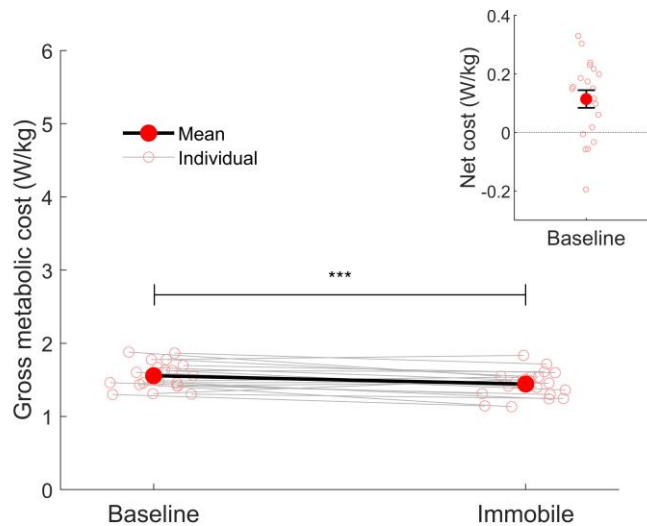 Gross metabolic cost (W/kg)
6
5
4
3
2
1
0
Mean
Individual
***
Baseline
Immobile
Net cost (W/kg)
0.4
0.2
0
-0.2
Baseline